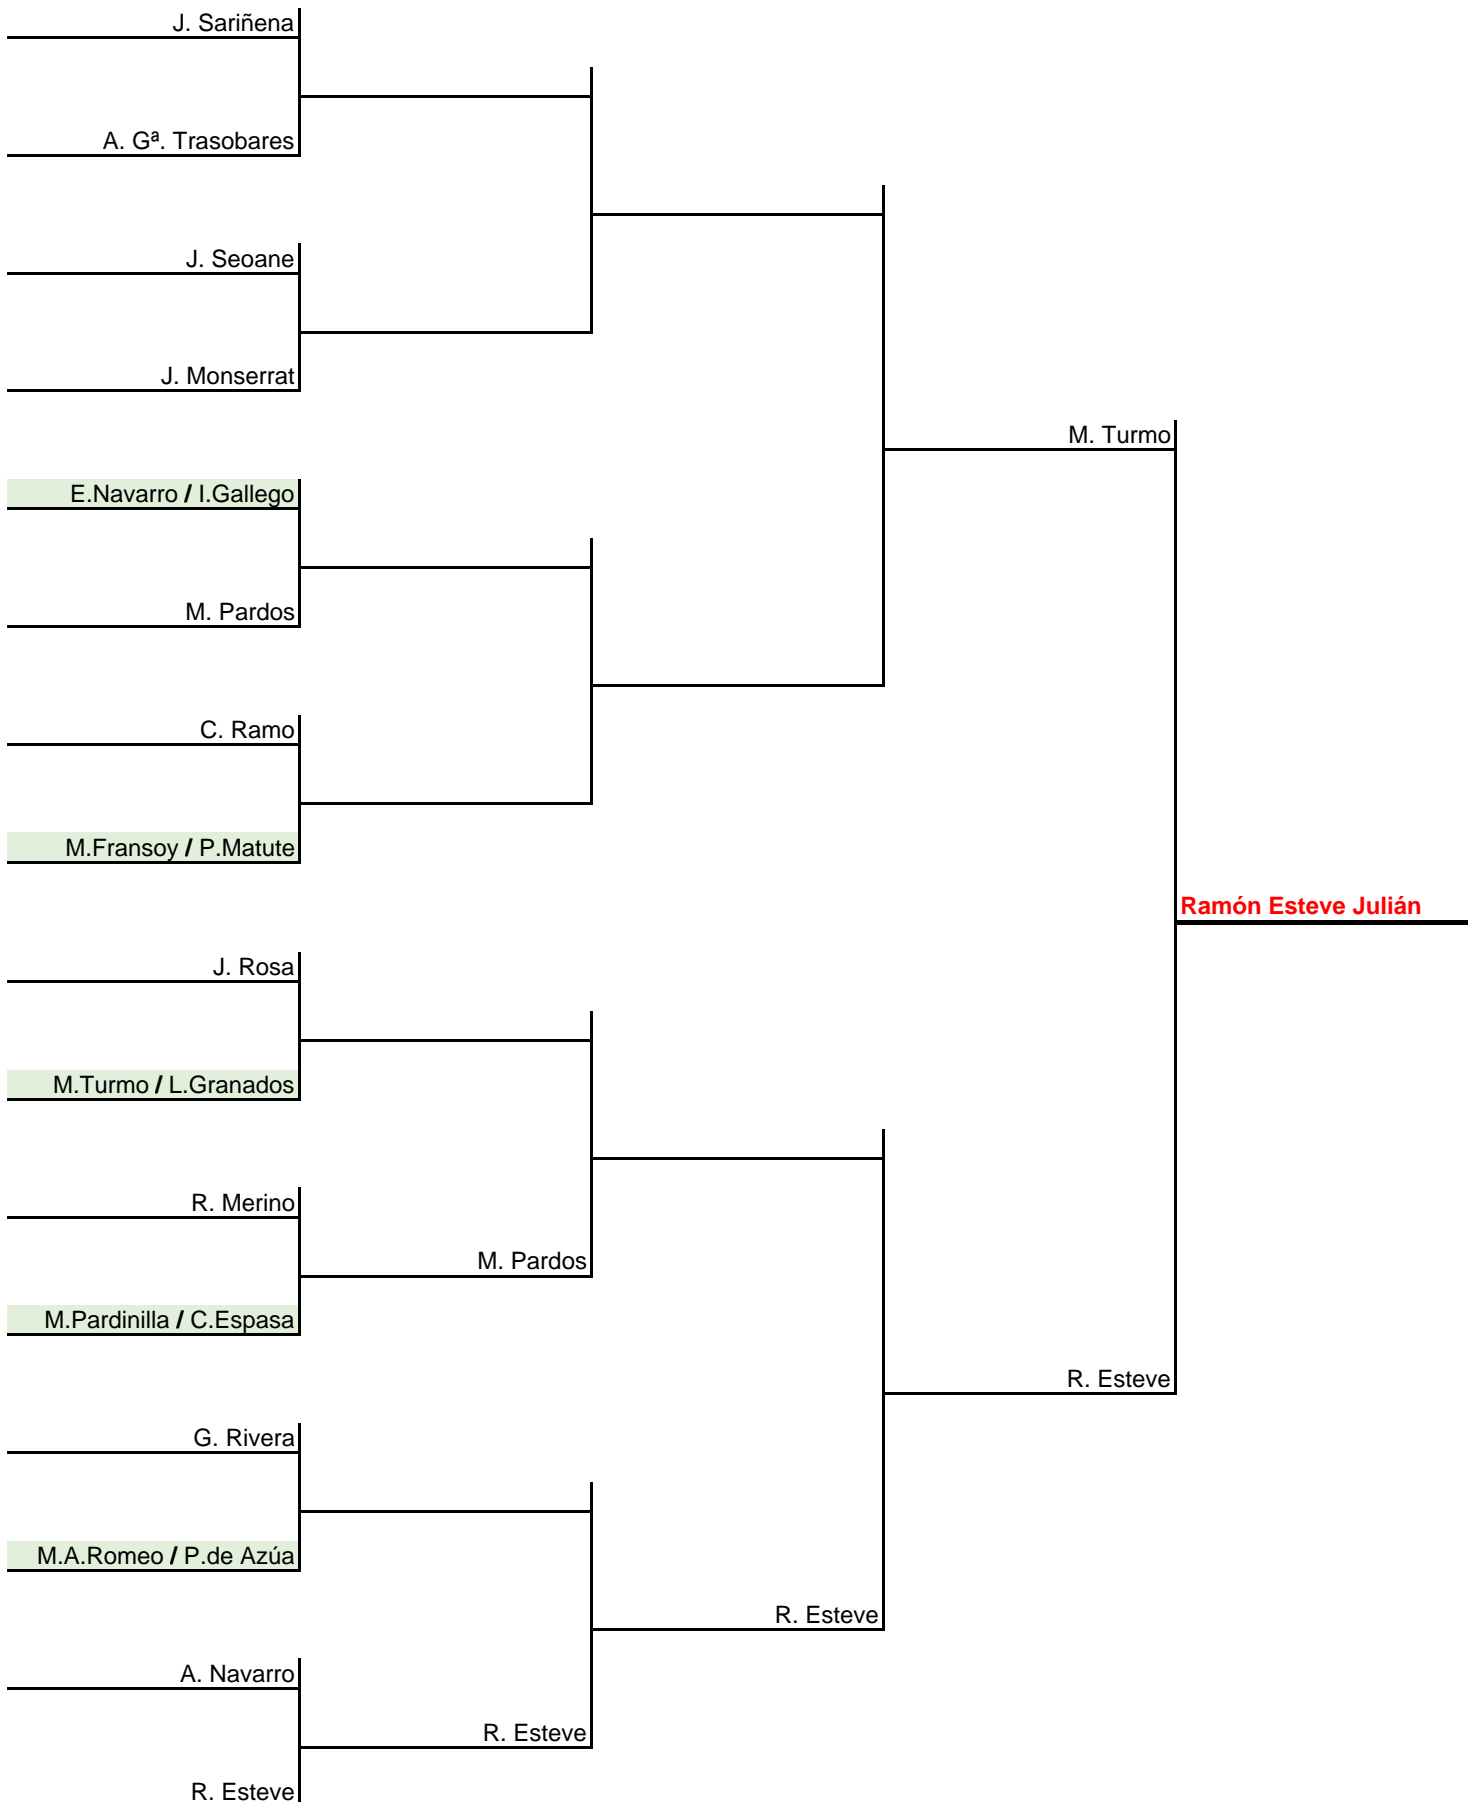 J. Sariñena
A. Gª. Trasobares
J. Seoane
J. Monserrat
M. Turmo
E.Navarro / I.Gallego
M. Pardos
C. Ramo
M.Fransoy / P.Matute
Ramón Esteve Julián
J. Rosa
M.Turmo / L.Granados
R. Merino
M. Pardos
M.Pardinilla / C.Espasa
R. Esteve
G. Rivera
M.A.Romeo / P.de Azúa
R. Esteve
A. Navarro
R. Esteve
R. Esteve